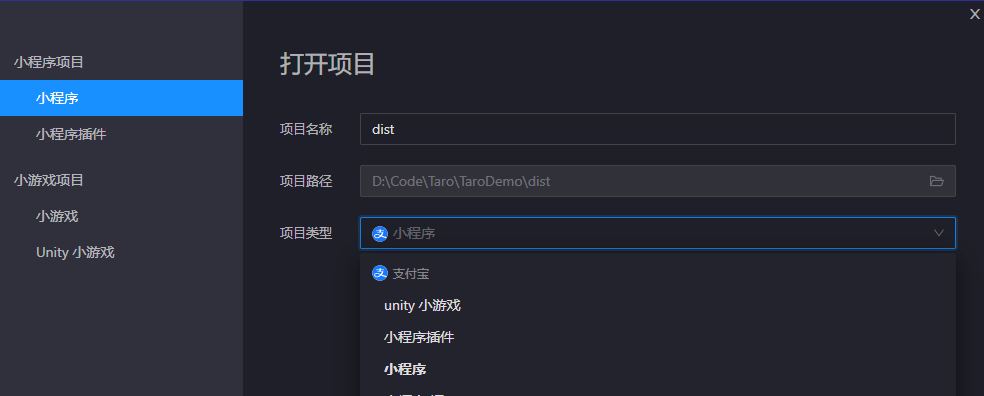 X
小程序项目
小程序
小程序插件
小游戏项目
小游戏
Unity 小游戏
打开项目
项目名称 dist
项目路径 D:\Code\Taro\TaroDemo\dist
项目类型 支 小程序
支 支付宝
unity 小游戏
小程序插件
小程序